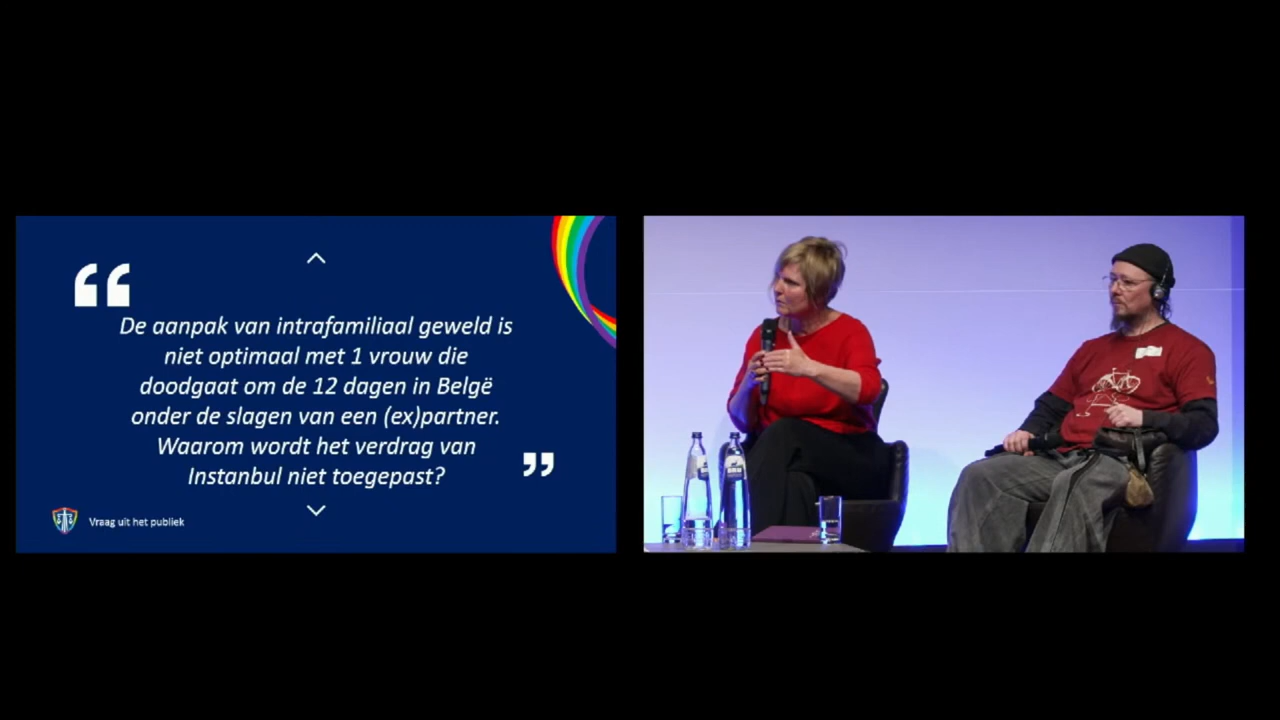 De aanpak van intrafamiliaal geweld is
niet optimaal met 1 vrouw die
doodgaat om de 12 dagen in Belgë
onder de slagen van een (ex)partner.
Waarom wordt het verdrag van
Instanbul niet toegepast?
Vraag uit het publiek